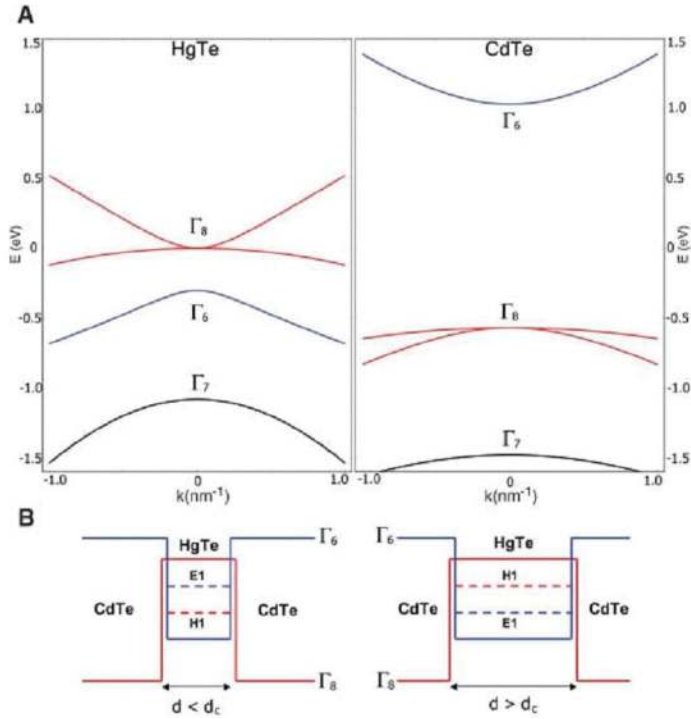 A
HgTe
CdTe
1.5
1.0
0.5
0
-0.5
-1.0
-1.5
E (eV)
Γ8
Γ6
Γ7
-1.0
0
1.0
k(nm⁻¹)
Γ6
Γ8
Γ7
1.5
1.0
0.5
0
-0.5
-1.0
-1.5
E (eV)
-1.0
0
1.0
k(nm⁻¹)
B
HgTe
Γ6
E1
CdTe
CdTe
H1
Γ8
d < dc
Γ6
HgTe
H1
CdTe
CdTe
E1
Γ8
d > dc